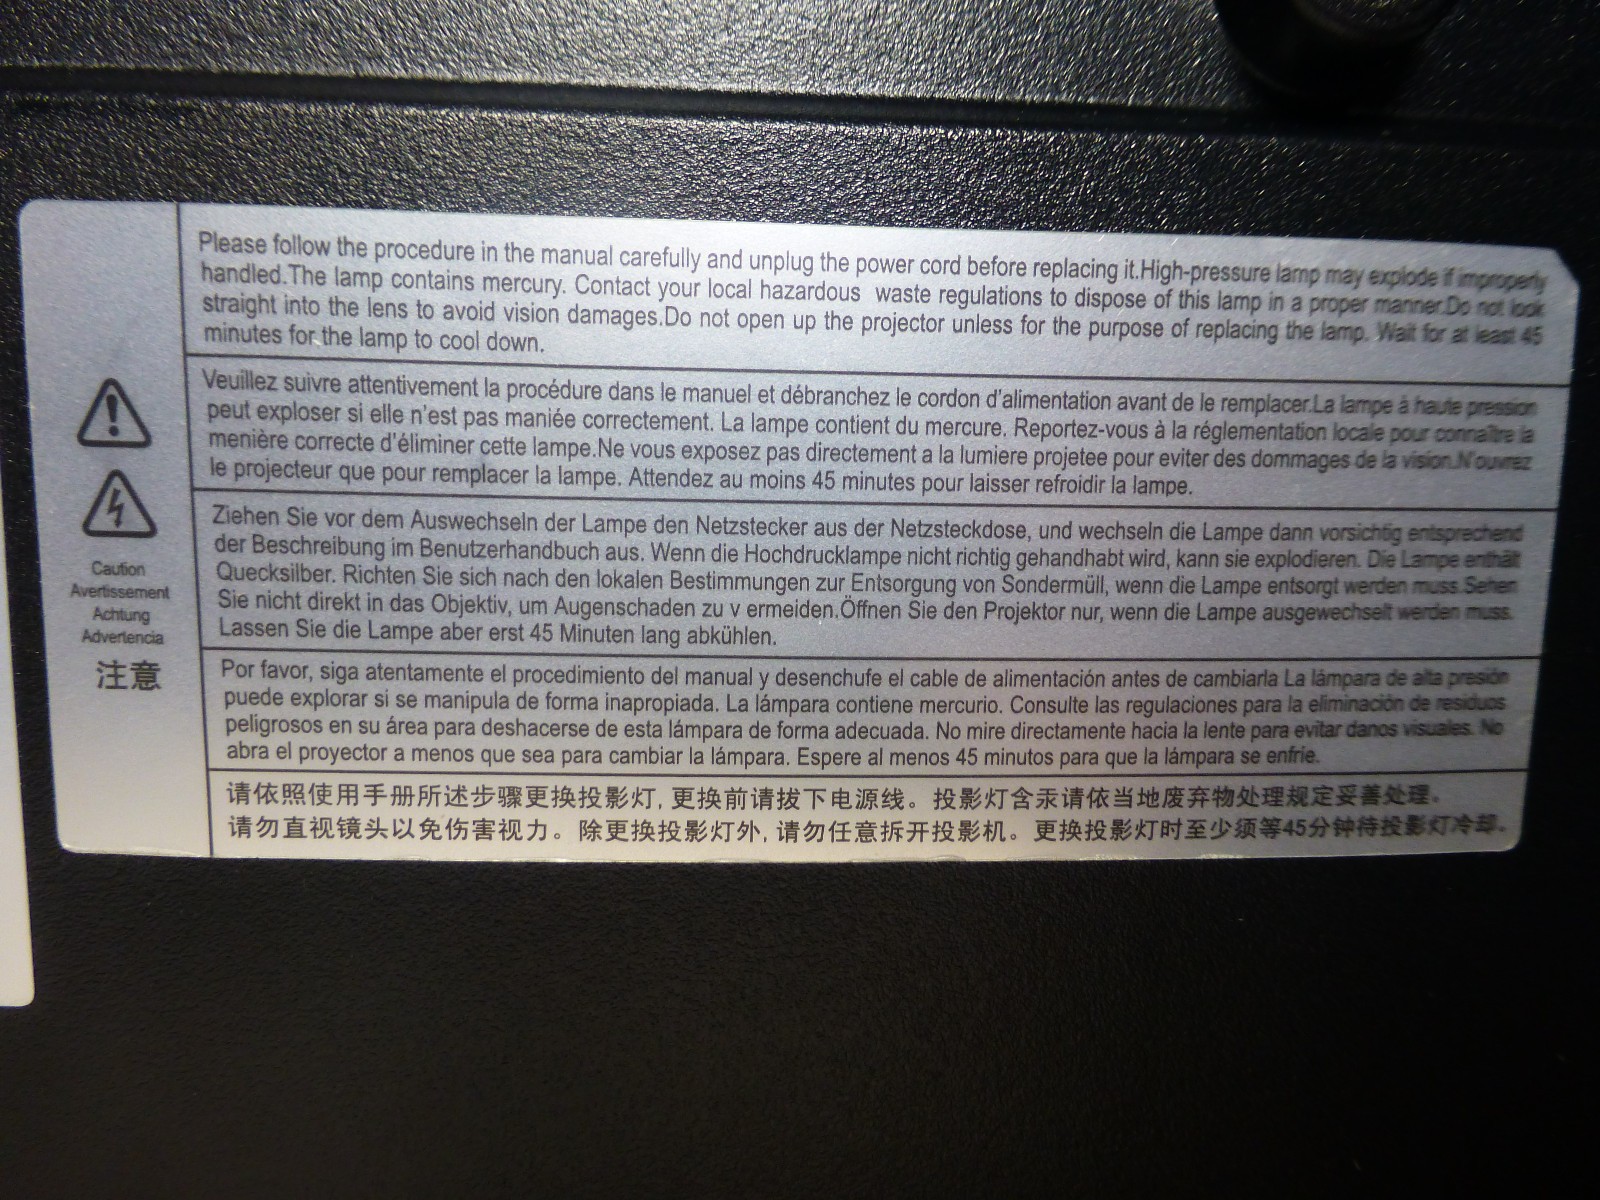 Please follow the procedure in the manual carefully and unplug the power cord before replacing it.High-pressure lamp may explode if improperly
handled.The lamp contains mercury. Contact your local hazardous waste regulations to dispose of this lamp in a proper manner.Do not look
straight into the lens to avoid vision damages.Do not open up the projector unless for the purpose of replacing the lamp. Wait for at least 45
minutes for the lamp to cool down.
Veuillez suivre attentivement la procédure dans le manuel et débranchez le cordon d'alimentation avant de le remplacer.La lampe à haute pression
peut exploser si elle n'est pas maniée correctement. La lampe contient du mercure. Reportez-vous à la réglementation locale pour connaître la
menière correcte d'éliminer cette lampe.Ne vous exposez pas directement a la lumiere projetee pour eviter des dommages de la vision.N'ouvrez
le projecteur que pour remplacer la lampe. Attendez au moins 45 minutes pour laisser refroidir la lampe.
Ziehen Sie vor dem Auswechseln der Lampe den Netzstecker aus der Netzsteckdose, und wechseln die Lampe dann vorsichtig entsprechend
der Beschreibung im Benutzerhandbuch aus. Wenn die Hochdrucklampe nicht richtig gehandhabt wird, kann sie explodieren. Die Lampe enthält
Quecksilber. Richten Sie sich nach den lokalen Bestimmungen zur Entsorgung von Sondermüll, wenn die Lampe entsorgt werden muss.Sehen
Sie nicht direkt in das Objektiv, um Augenschaden zu v ermeiden.Öffnen Sie den Projektor nur, wenn die Lampe ausgewechselt werden muss.
Lassen Sie die Lampe aber erst 45 Minuten lang abkühlen.
Por favor, siga atentamente el procedimiento del manual y desenchufe el cable de alimentación antes de cambiarla La lámpara de alta presión
puede explorar si se manipula de forma inapropiada. La lámpara contiene mercurio. Consulte las regulaciones para la eliminación de residuos
peligrosos en su área para deshacerse de esta lámpara de forma adecuada. No mire directamente hacia la lente para evitar danos visuales. No
abra el proyector a menos que sea para cambiar la lámpara. Espere al menos 45 minutos para que la lámpara se enfríe.
请依照使用手册所述步骤更换投影灯,更换前请拔下电源线。投影灯含汞请依当地废弃物处理规定妥善处理。
请勿直视镜头以免伤害视力。除更换投影灯外,请勿任意拆开投影机。更换投影灯时至少须等45分钟待投影灯冷却。
Caution
Avertissement
Achtung
Advertencia
注意